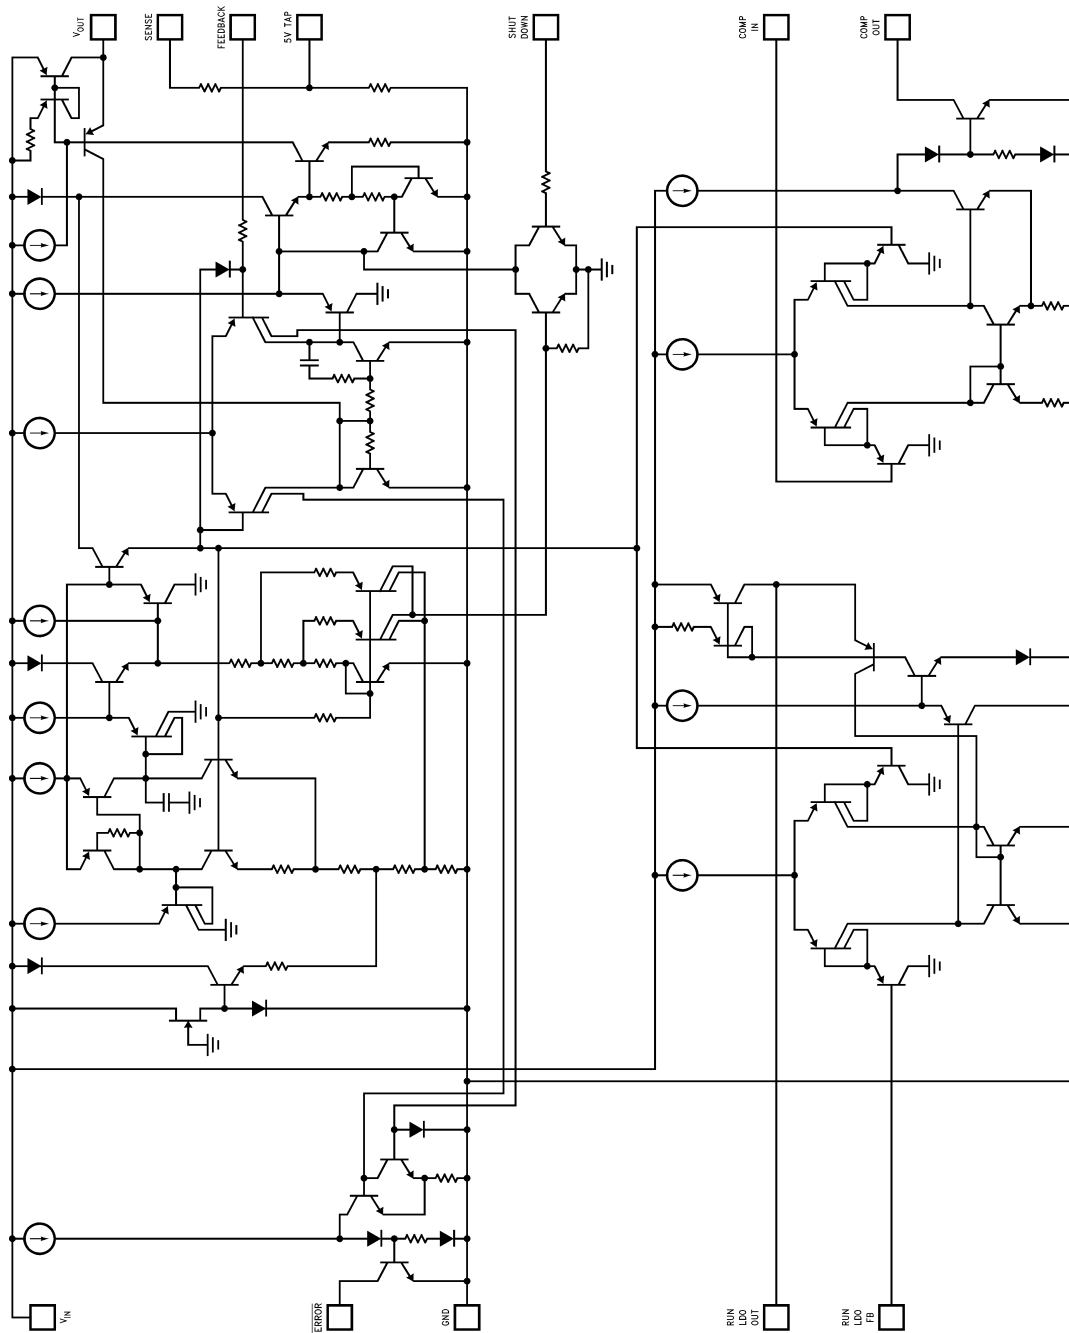 VOUT
SENSE
FEEDBACK
5V TAP
SHUT
DOWN
COMP
IN
COMP
OUT
VIN
ERROR
GND
RUN
LDO
OUT
RUN
LDO
FB